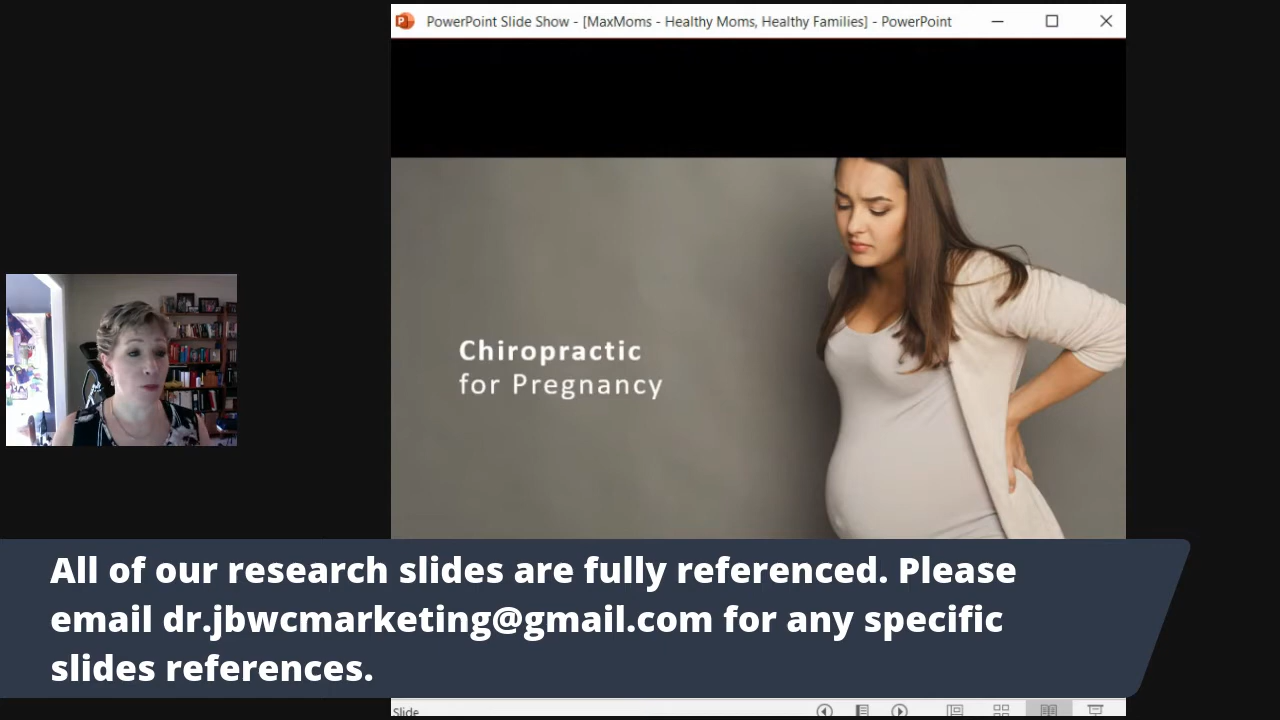 PowerPoint Slide Show - [MaxMoms - Healthy Moms, Healthy Families] - PowerPoint
Chiropractic
for Pregnancy
All of our research slides are fully referenced. Please
email dr.jbwcmarketing@gmail.com for any specific
slides references.
Slide